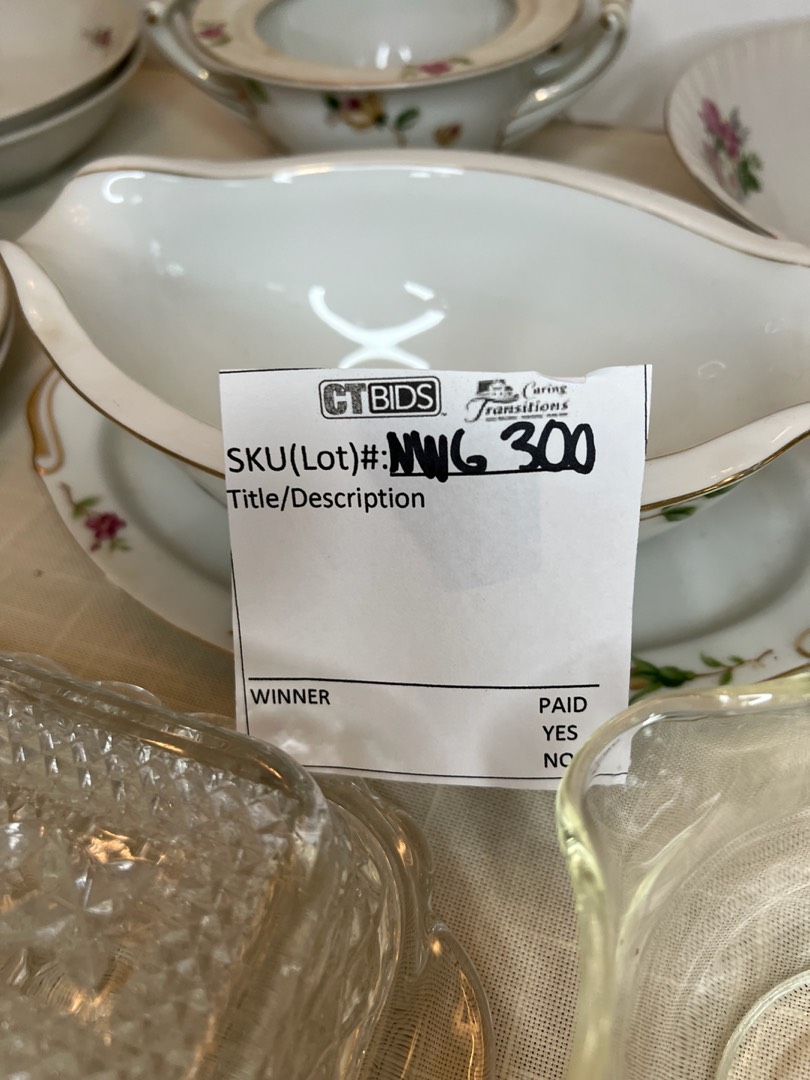 CTBIDS
Caring Transitions
SKU(Lot)#: NWG 300
Title/Description
WINNER
PAID
YES
NO